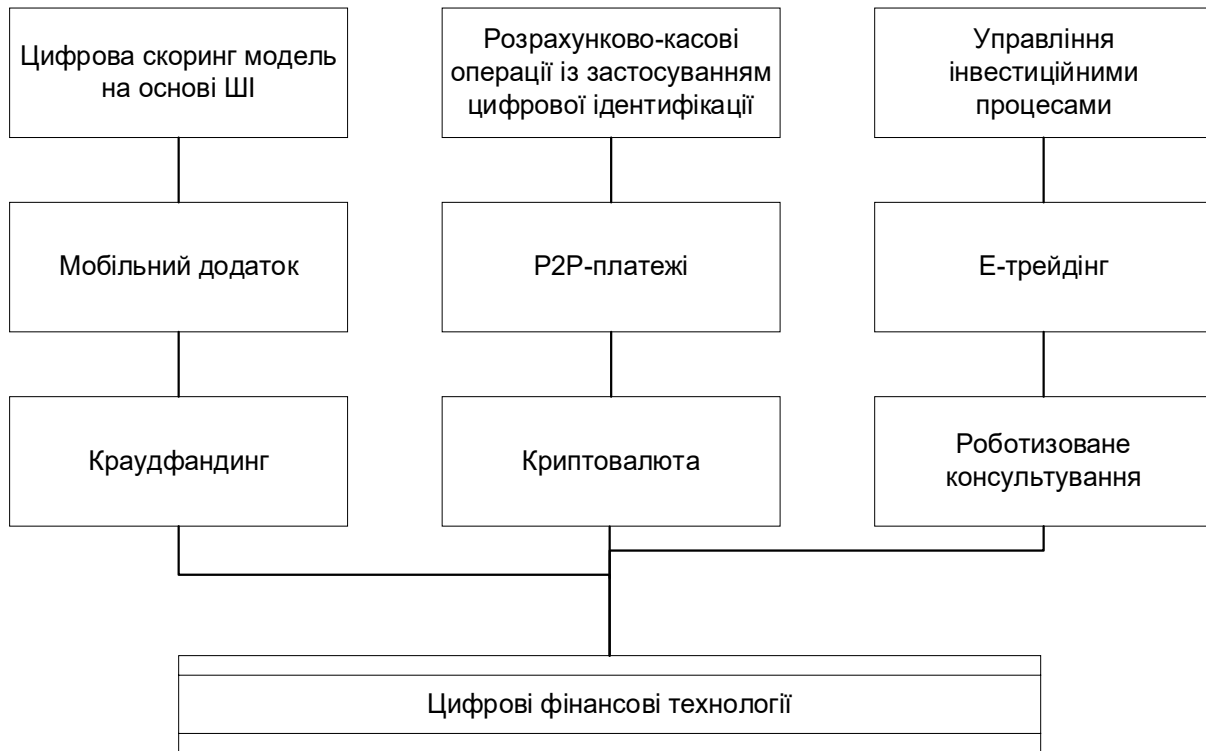 Цифрова скоринг модель
на основі ШІ
Розрахунково-касові
операції із застосуванням
цифрової ідентифікації
Управління
інвестиційними
процесами
Мобільний додаток
P2P-платежі
Е-трейдінг
Краудфандинг
Криптовалюта
Роботизоване
консультування
Цифрові фінансові технології